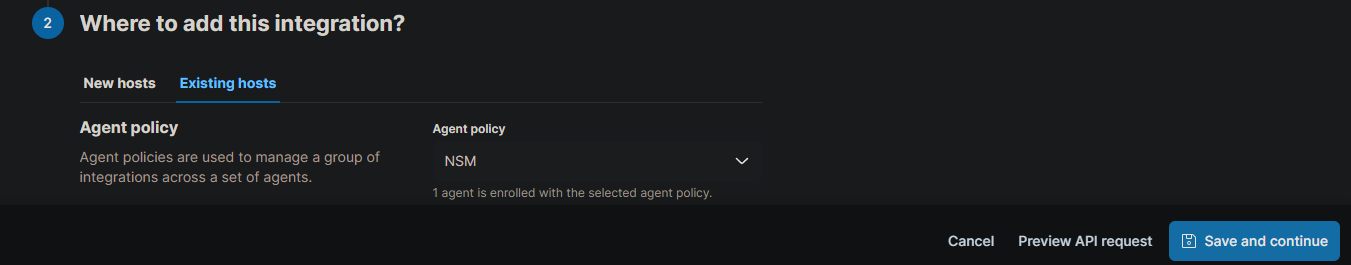 2
Where to add this integration?
New hosts
Existing hosts
Agent policy
Agent policies are used to manage a group of
integrations across a set of agents.
Agent policy
NSM
1 agent is enrolled with the selected agent policy.
Cancel
Preview API request
Save and continue